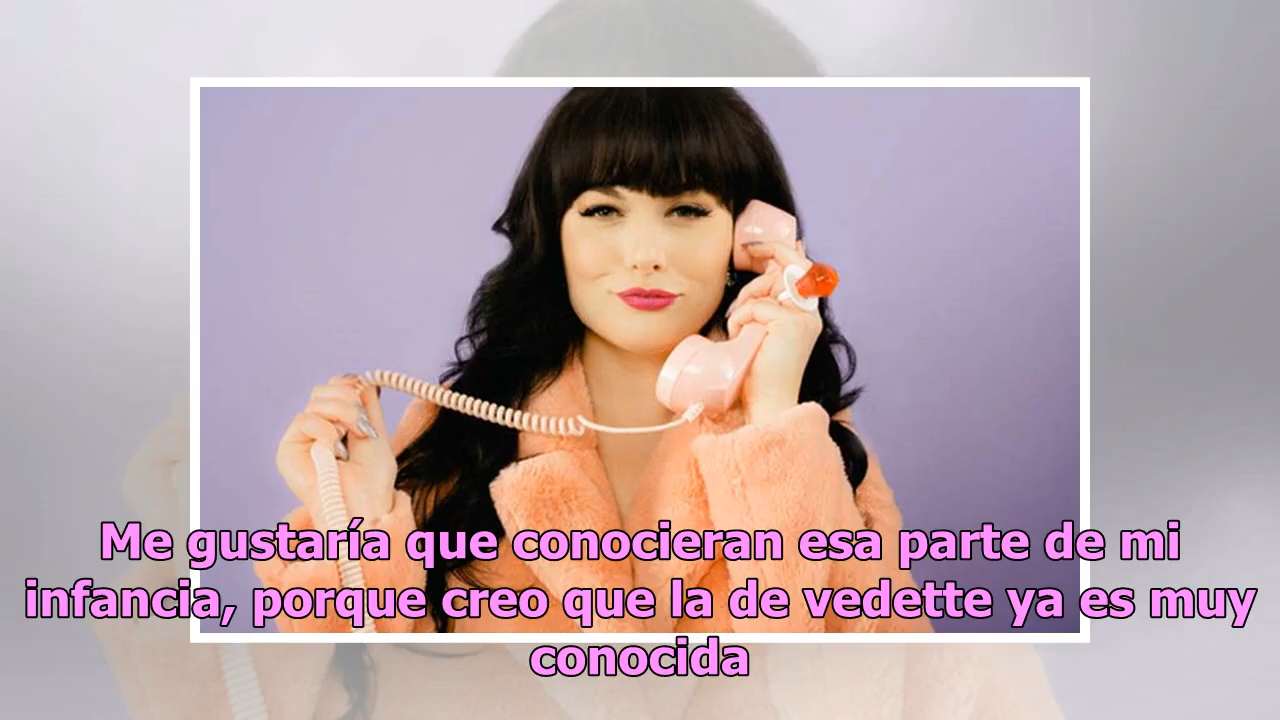 Me gustaría que conocieran esa parte de mi
infancia, porque creo que la de vedette ya es muy
conocida